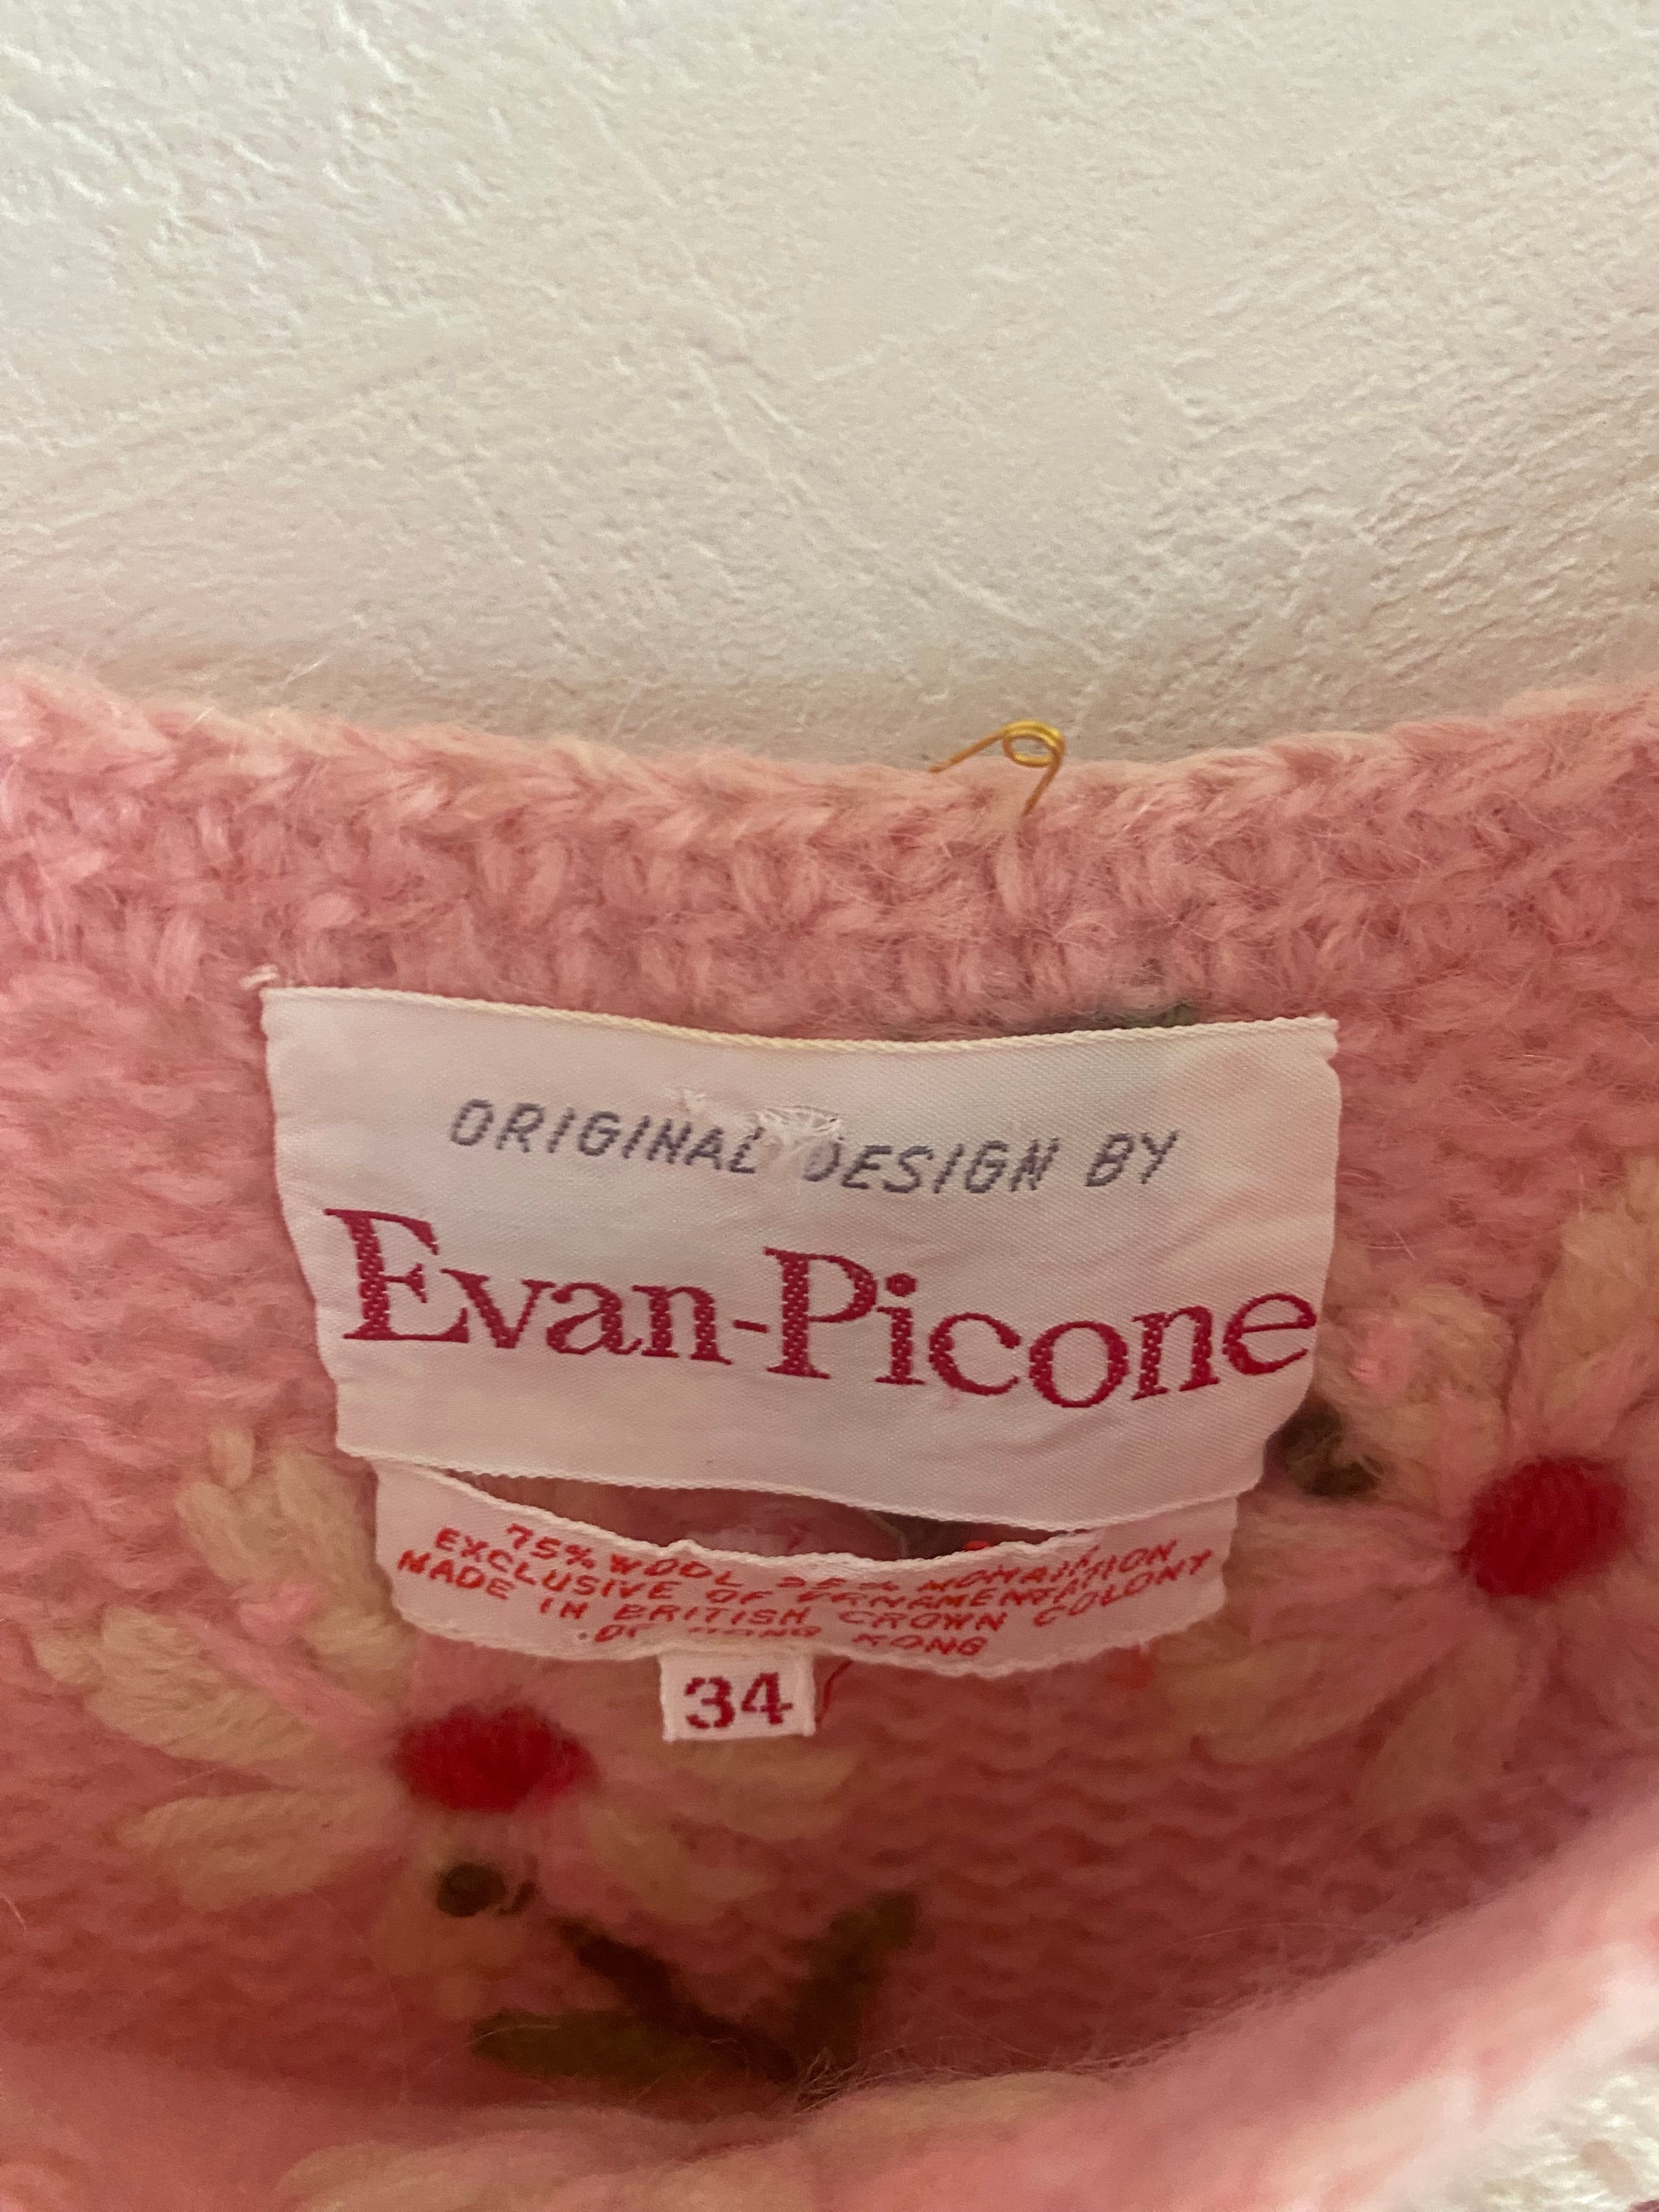 ORIGINAL DESIGN BY
Evan-Picone
75% WOOL 25% MOHAIR
EXCLUSIVE OF ORNAMENTATION
MADE IN BRITISH CROWN COLONY
OF HONG KONG
34